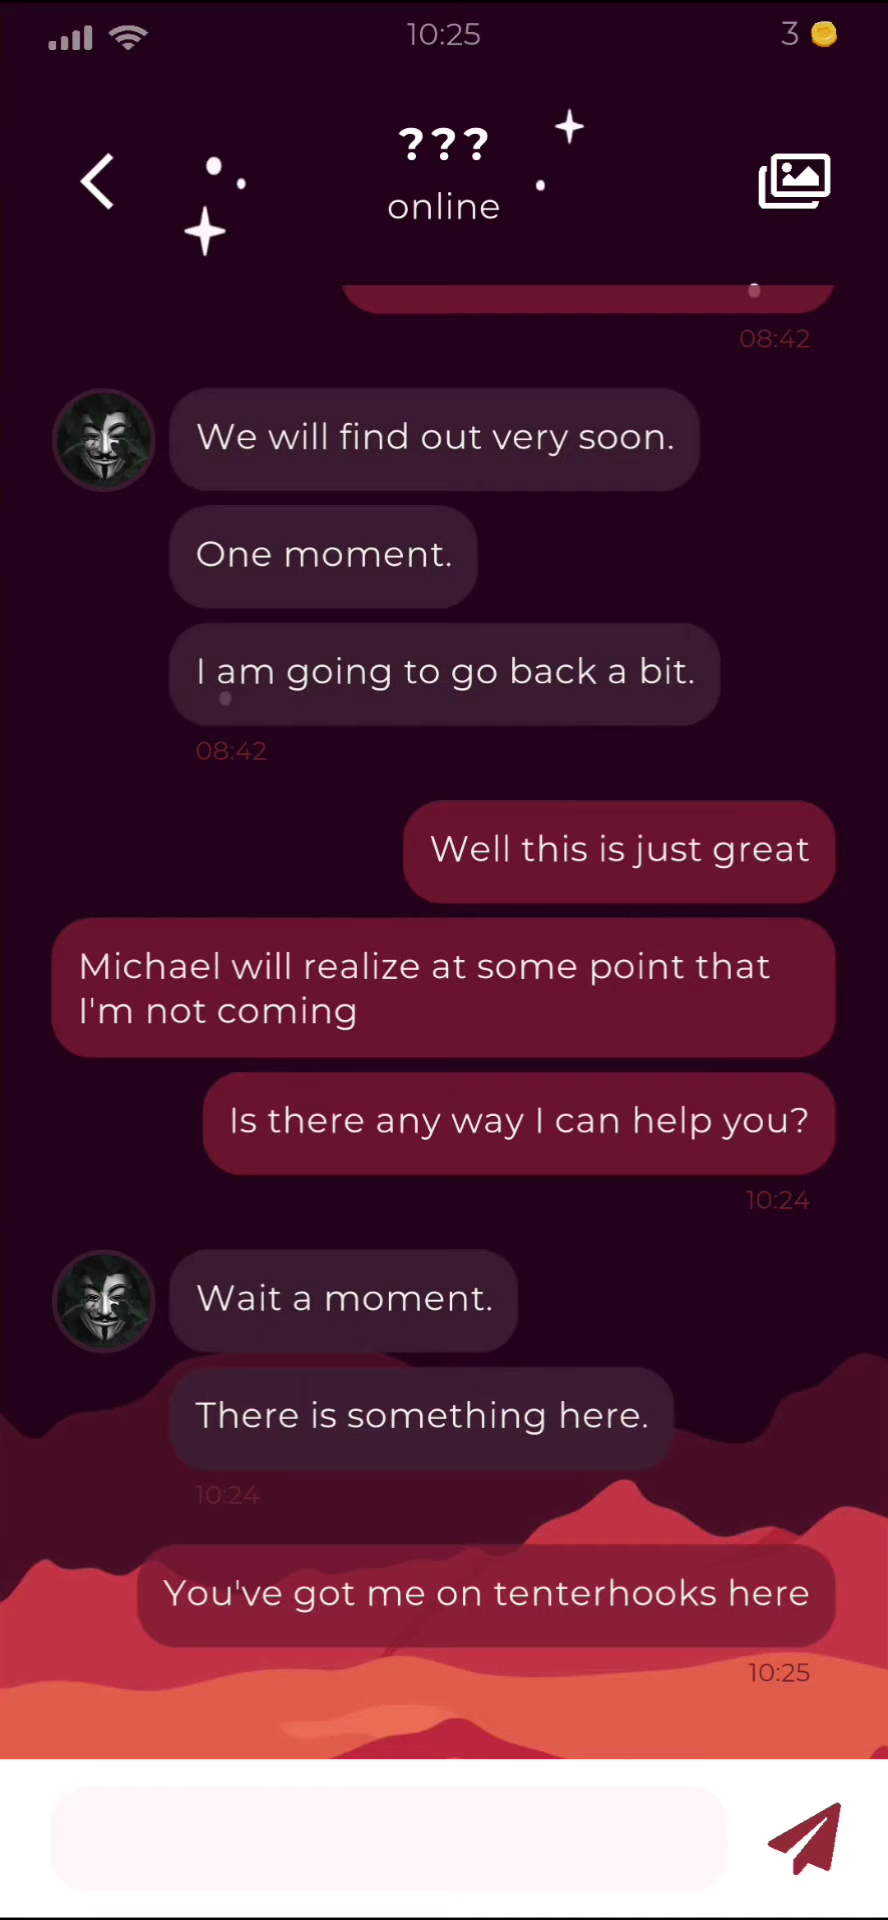 10:25
3
???
online
08:42
We will find out very soon.
One moment.
I am going to go back a bit.
08:42
Well this is just great
Michael will realize at some point that
I'm not coming
Is there any way I can help you?
10:24
Wait a moment.
There is something here.
10:24
You've got me on tenterhooks here
10:25